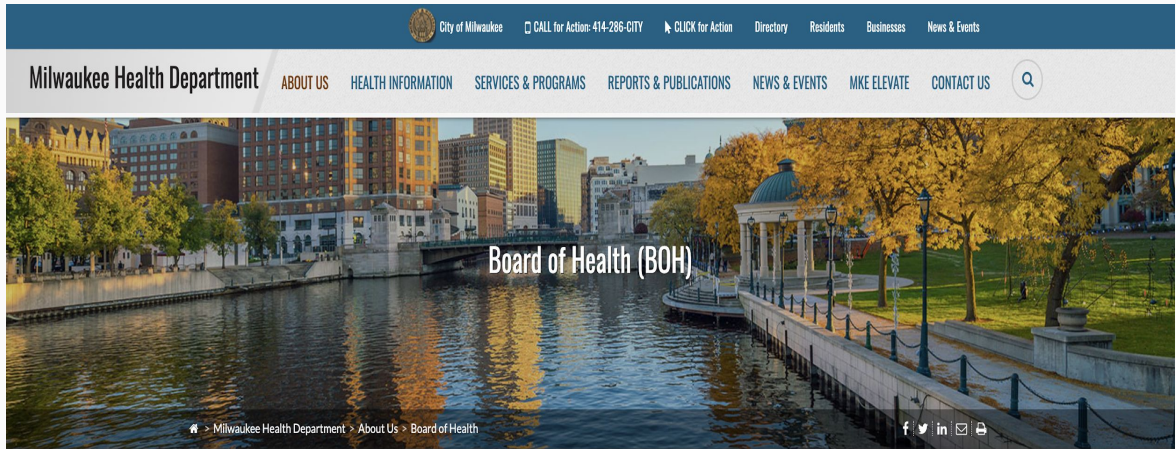 City of Milwaukee CALL for Action: 414-286-CITY CLICK for Action Directory Residents Businesses News & Events
Milwaukee Health Department ABOUT US HEALTH INFORMATION SERVICES & PROGRAMS REPORTS & PUBLICATIONS NEWS & EVENTS MKE ELEVATE CONTACT US
Board of Health (BOH)
> Milwaukee Health Department > About Us > Board of Health